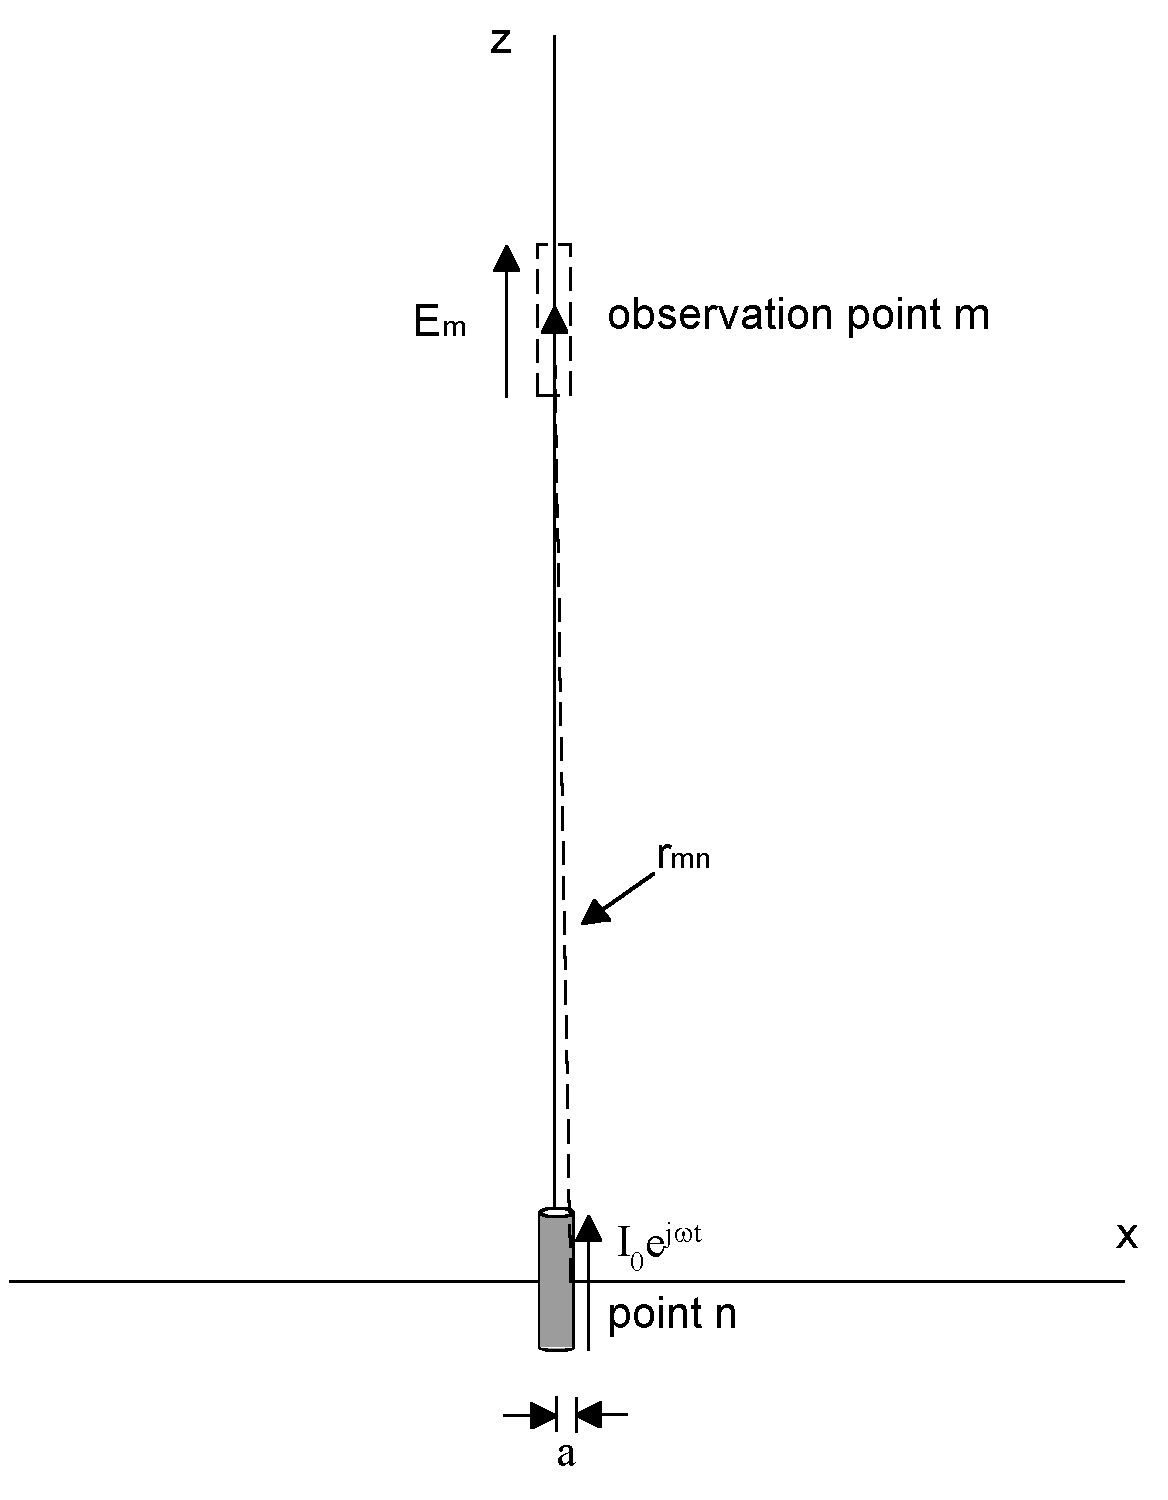 z
Em
observation point m
rmn
I0ejωt
x
point n
a